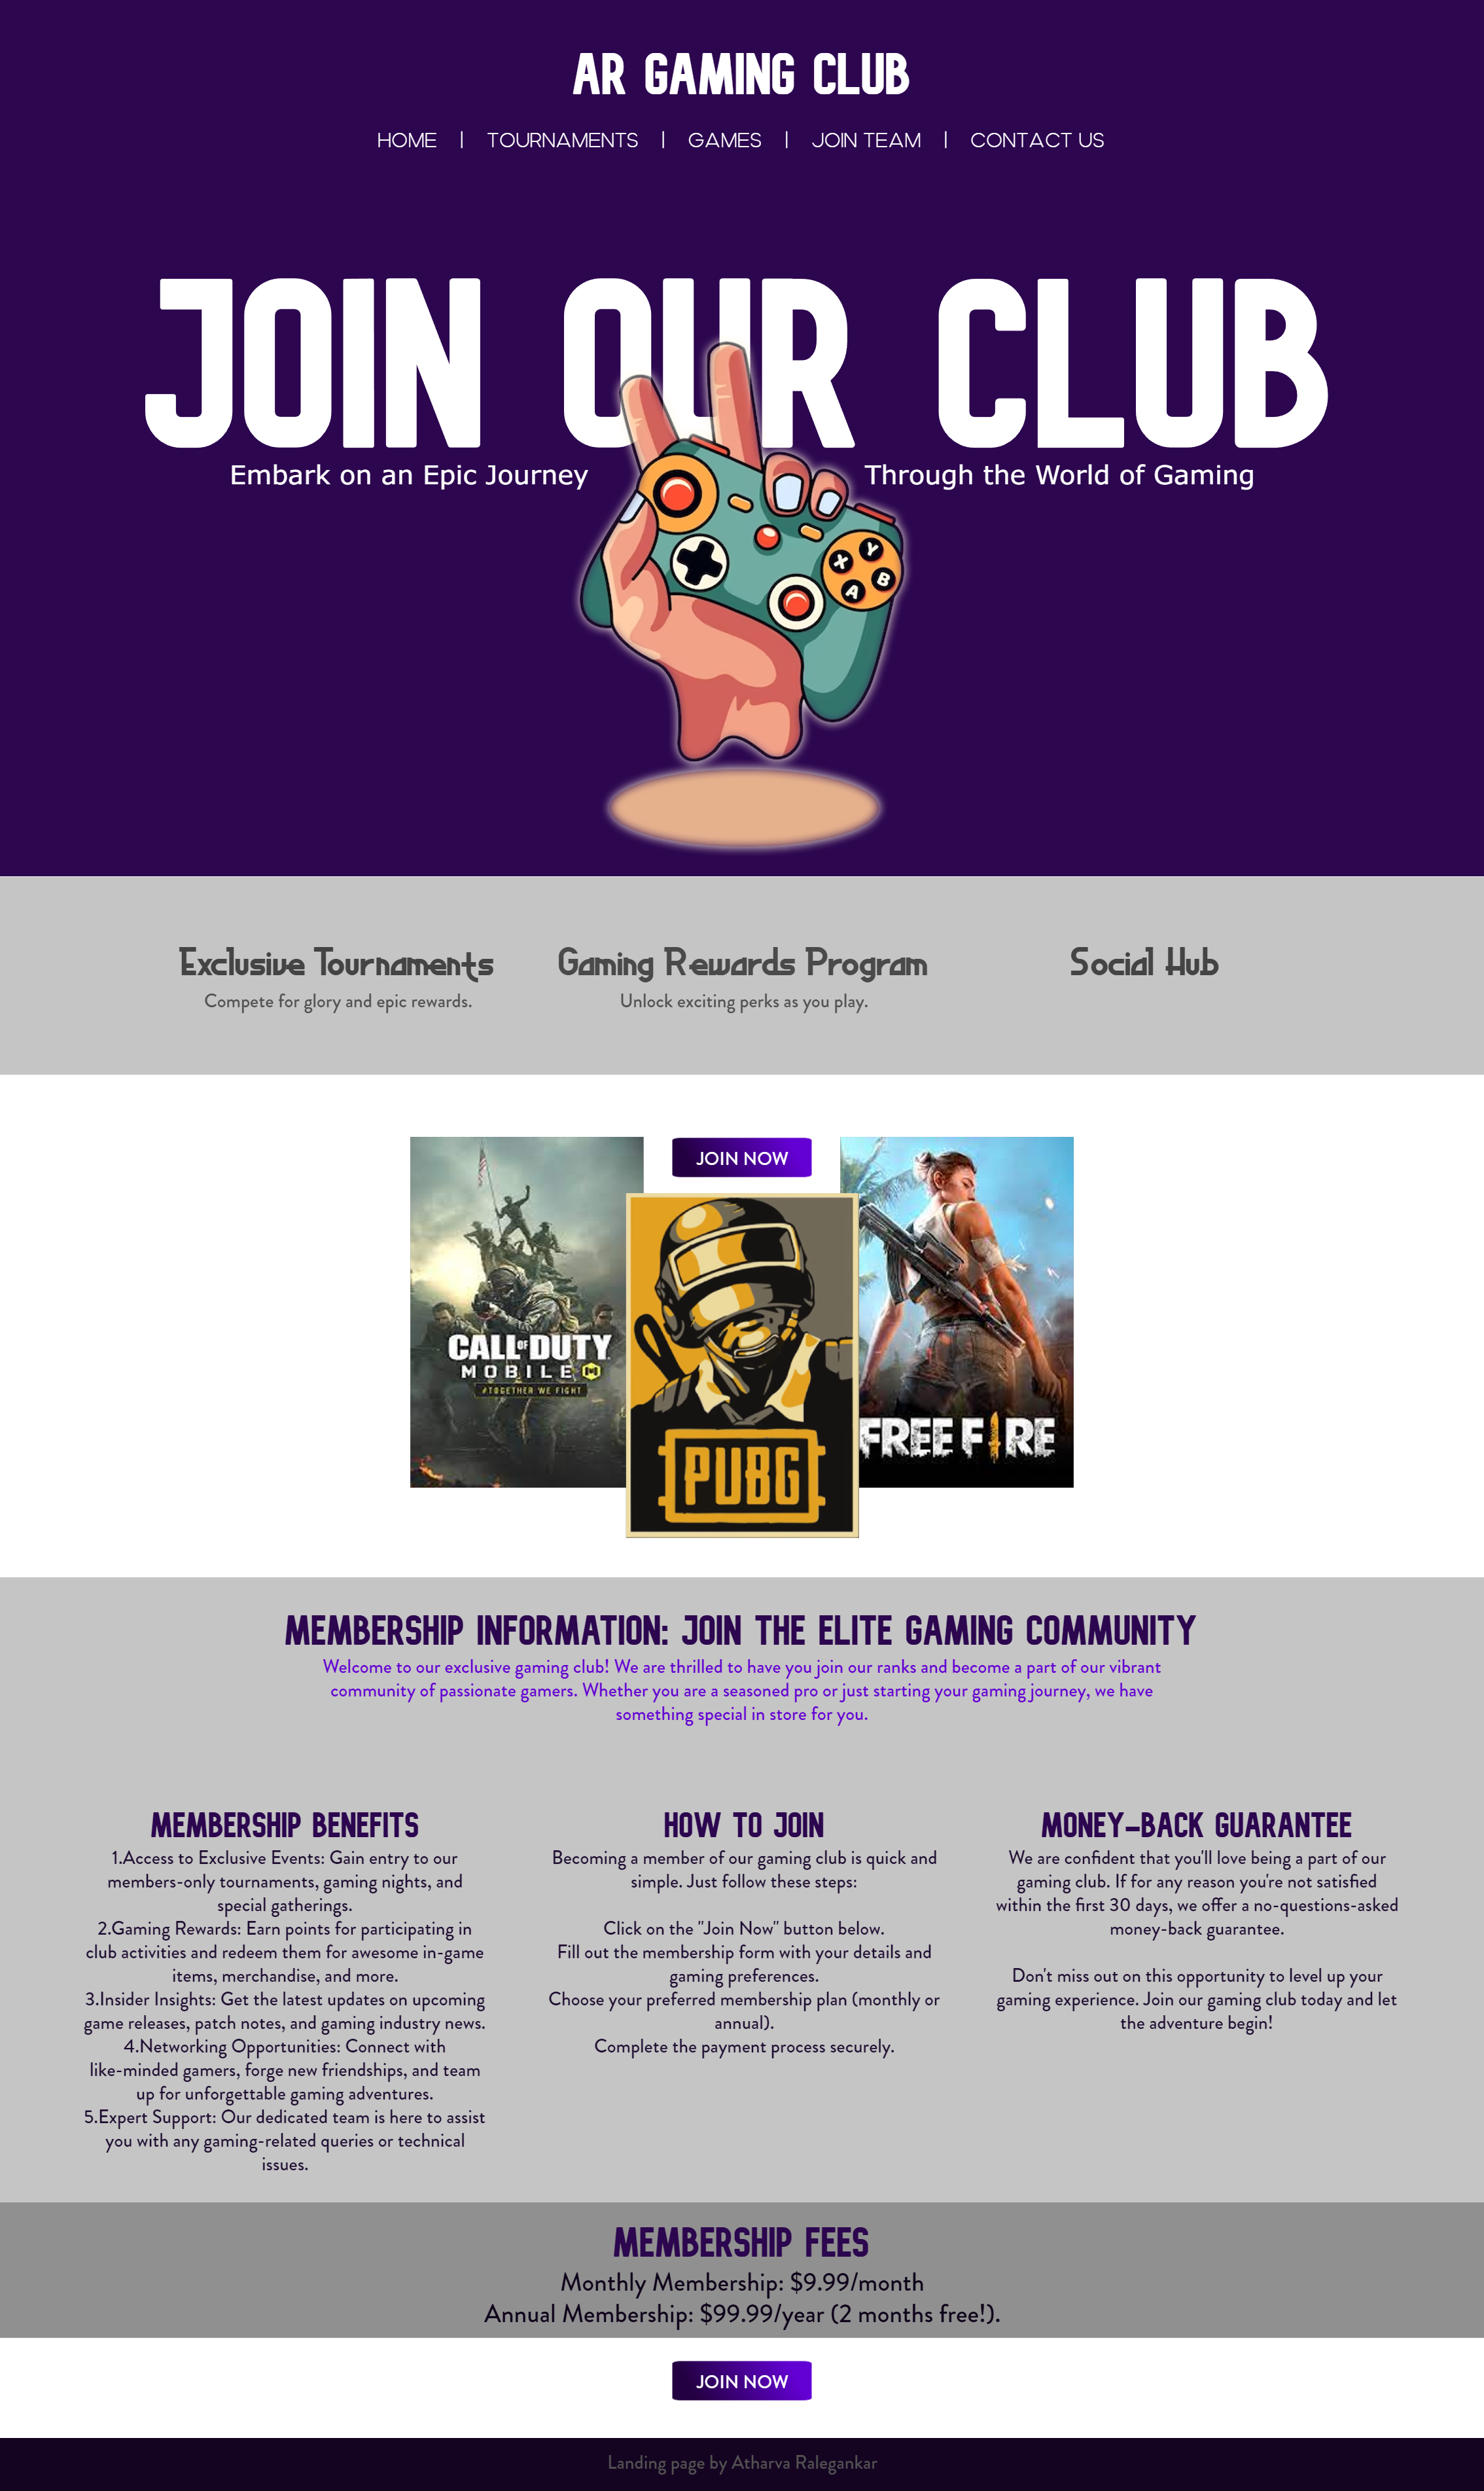 AR GAMING CLUB
HOME | TOURNAMENTS | GAMES | JOIN TEAM | CONTACT US
JOIN OUR CLUB
Embark on an Epic Journey
Through the World of Gaming
X
Y
A
B
Exclusive Tournaments
Compete for glory and epic rewards.
Gaming Rewards Program
Unlock exciting perks as you play.
Social Hub
JOIN NOW
CALL OF DUTY
MOBILE
#TOGETHER WE FIGHT
PUBG
FREE FIRE
MEMBERSHIP INFORMATION: JOIN THE ELITE GAMING COMMUNITY
Welcome to our exclusive gaming club! We are thrilled to have you join our ranks and become a part of our vibrant
community of passionate gamers. Whether you are a seasoned pro or just starting your gaming journey, we have
something special in store for you.
MEMBERSHIP BENEFITS
1.Access to Exclusive Events: Gain entry to our
members-only tournaments, gaming nights, and
special gatherings.
2.Gaming Rewards: Earn points for participating in
club activities and redeem them for awesome in-game
items, merchandise, and more.
3.Insider Insights: Get the latest updates on upcoming
game releases, patch notes, and gaming industry news.
4.Networking Opportunities: Connect with
like-minded gamers, forge new friendships, and team
up for unforgettable gaming adventures.
5.Expert Support: Our dedicated team is here to assist
you with any gaming-related queries or technical
issues.
HOW TO JOIN
Becoming a member of our gaming club is quick and
simple. Just follow these steps:
Click on the "Join Now" button below.
Fill out the membership form with your details and
gaming preferences.
Choose your preferred membership plan (monthly or
annual).
Complete the payment process securely.
MONEY-BACK GUARANTEE
We are confident that you'll love being a part of our
gaming club. If for any reason you're not satisfied
within the first 30 days, we offer a no-questions-asked
money-back guarantee.
Don't miss out on this opportunity to level up your
gaming experience. Join our gaming club today and let
the adventure begin!
MEMBERSHIP FEES
Monthly Membership: $9.99/month
Annual Membership: $99.99/year (2 months free!).
JOIN NOW
Landing page by Atharva Ralegankar